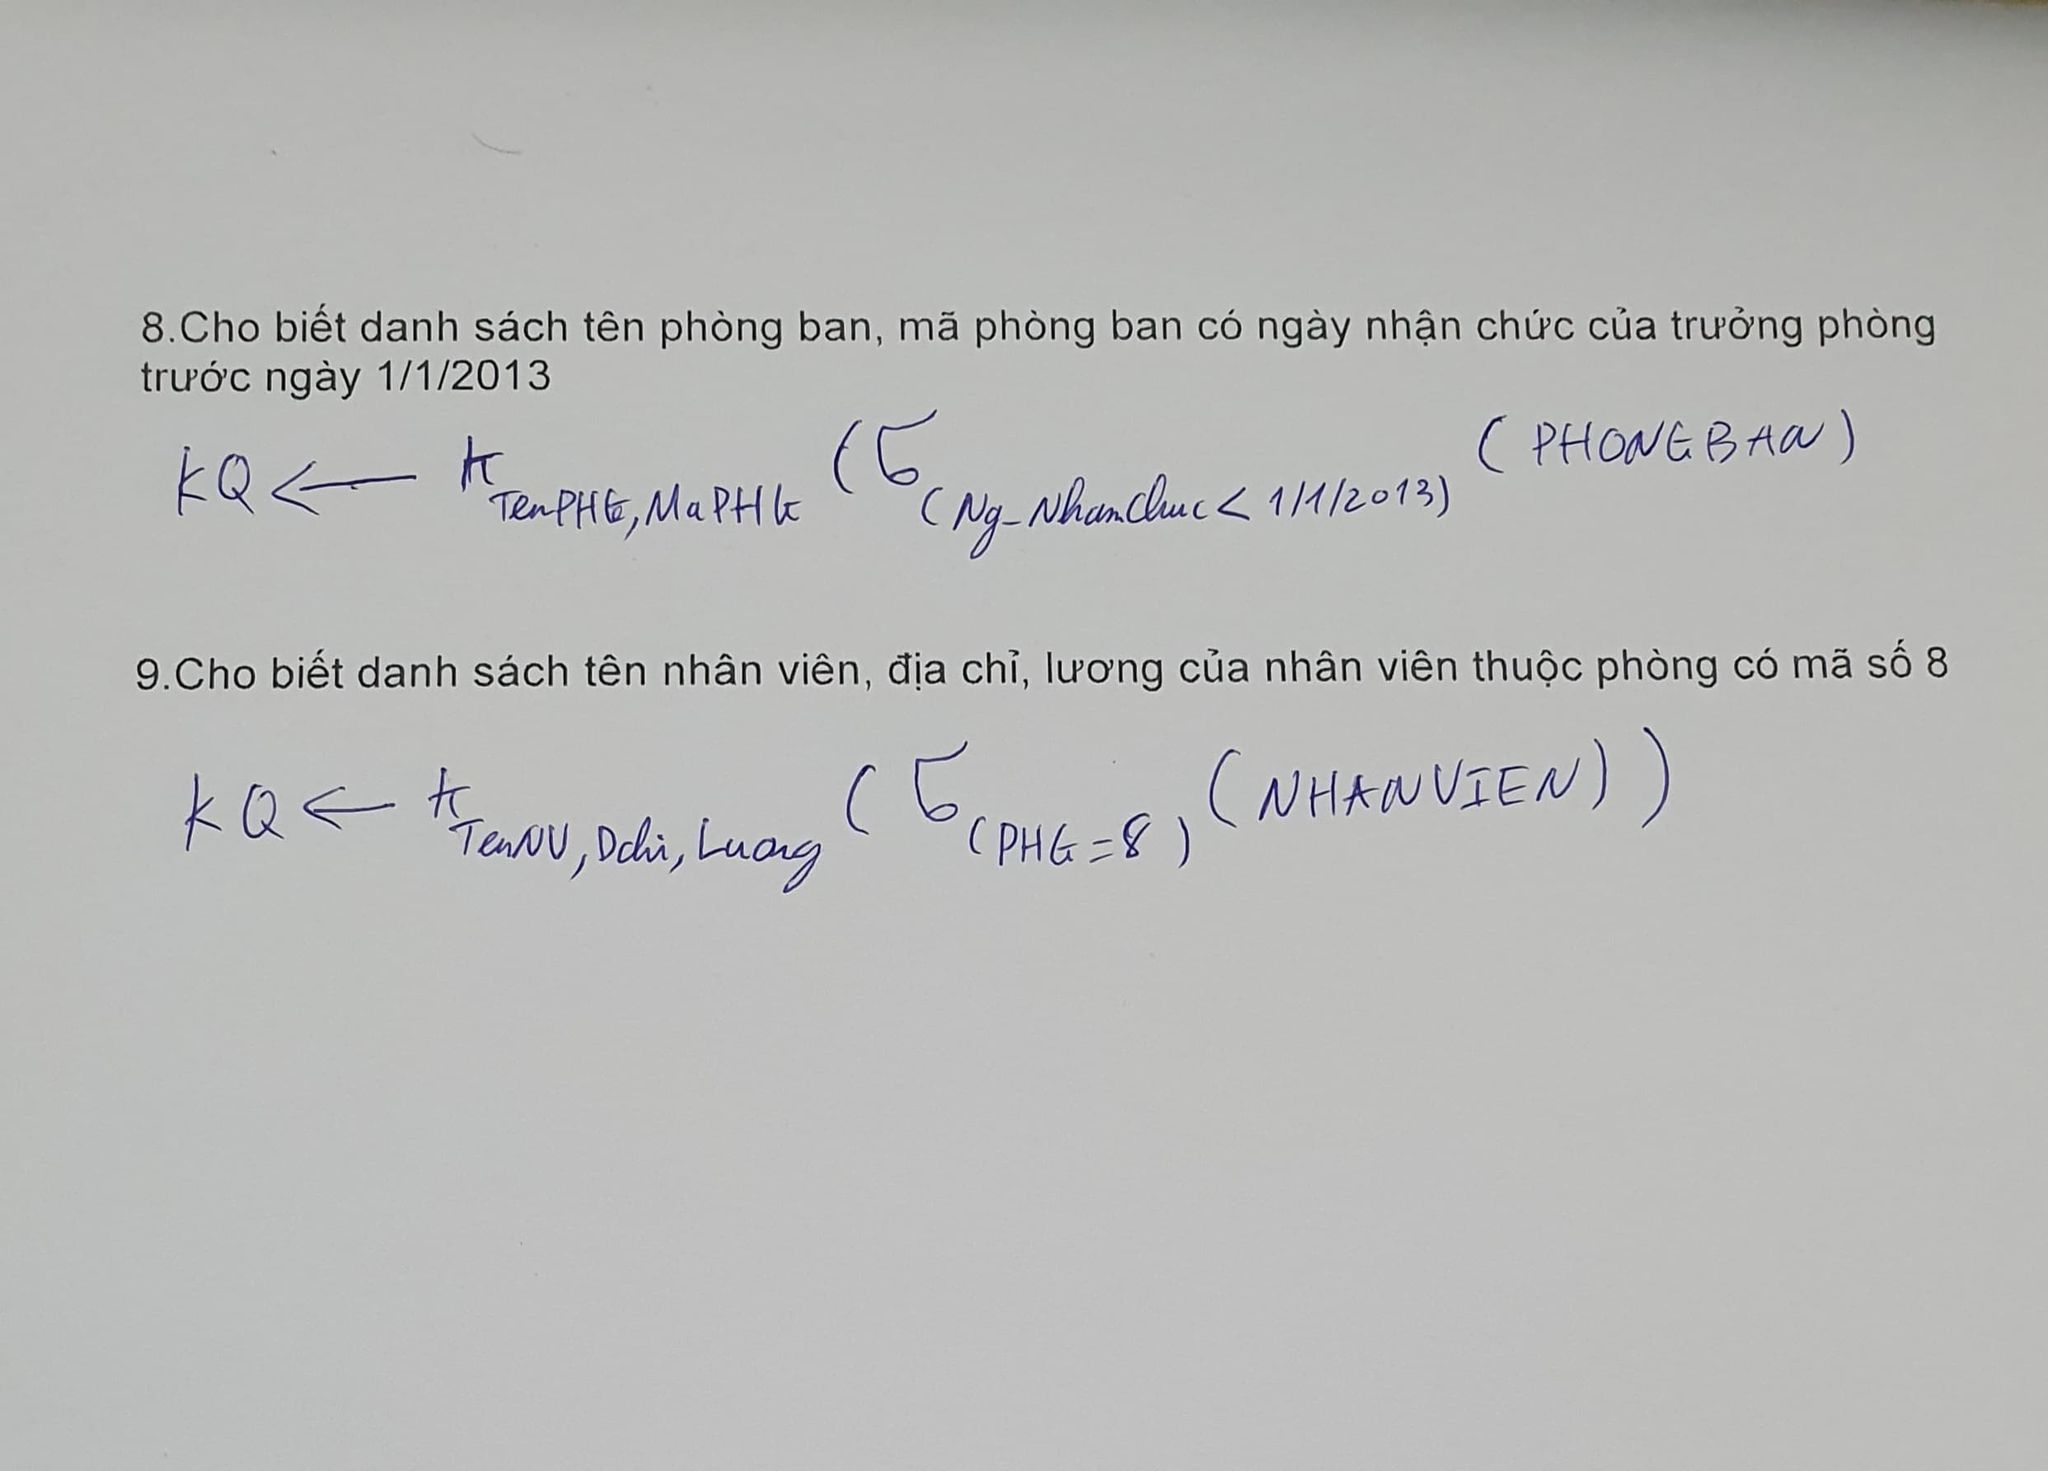 8.Cho biết danh sách tên phòng ban, mã phòng ban có ngày nhận chức của trưởng phòng
trước ngày 1/1/2013
KQ ← π TenPHG, MaPHG (σ (Ng_NhanChuc < 1/1/2013) (PHONGBAN)
9.Cho biết danh sách tên nhân viên, địa chỉ, lương của nhân viên thuộc phòng có mã số 8
KQ ← π TenNV, Dchi, Luong (σ (PHG=8) (NHANVIEN))